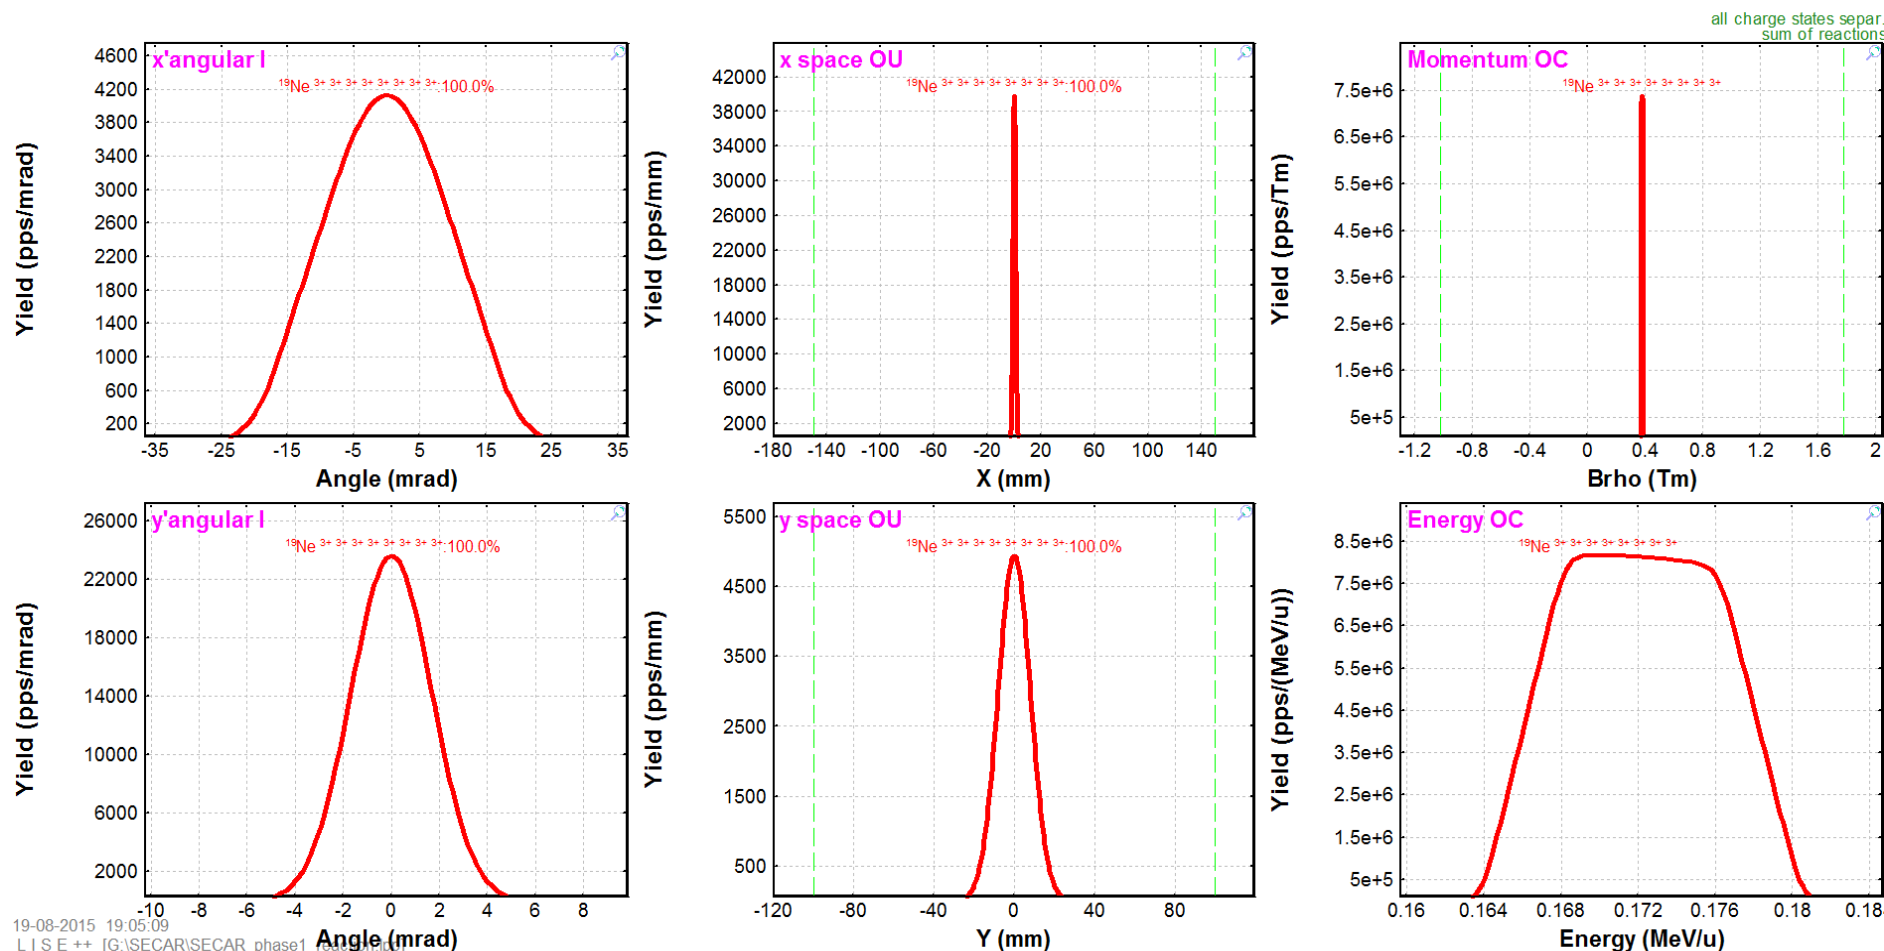 all charge states separ.
sum of reactions
x'angular I
19Ne 3+ 3+ 3+ 3+ 3+ 3+ 3+ 3+:100.0%
4600
4200
3800
3400
3000
2600
2200
1800
1400
1000
600
200
Yield (pps/mrad)
-35 -25 -15 -5 5 15 25 35
Angle (mrad)
x space OU
19Ne 3+ 3+ 3+ 3+ 3+ 3+ 3+ 3+:100.0%
42000
38000
34000
30000
26000
22000
18000
14000
10000
6000
2000
Yield (pps/mm)
-180 -140 -100 -60 -20 20 60 100 140
X (mm)
Momentum OC
19Ne 3+ 3+ 3+ 3+ 3+ 3+ 3+ 3+
7.5e+6
6.5e+6
5.5e+6
4.5e+6
3.5e+6
2.5e+6
1.5e+6
5e+5
Yield (pps/Tm)
-1.2 -0.8 -0.4 0 0.4 0.8 1.2 1.6 2
Brho (Tm)
y'angular I
19Ne 3+ 3+ 3+ 3+ 3+ 3+ 3+ 3+:100.0%
26000
22000
18000
14000
10000
6000
2000
Yield (pps/mrad)
-10 -8 -6 -4 -2 0 2 4 6 8
Angle (mrad)
y space OU
19Ne 3+ 3+ 3+ 3+ 3+ 3+ 3+ 3+:100.0%
5500
4500
3500
2500
1500
500
Yield (pps/mm)
-120 -80 -40 0 40 80
Y (mm)
Energy OC
19Ne 3+ 3+ 3+ 3+ 3+ 3+ 3+ 3+
8.5e+6
7.5e+6
6.5e+6
5.5e+6
4.5e+6
3.5e+6
2.5e+6
1.5e+6
5e+5
Yield (pps/(MeV/u))
0.16 0.164 0.168 0.172 0.176 0.18 0.184
Energy (MeV/u)
19-08-2015 19:05:09
L I S E ++ [G:\SECAR\SECAR_phase1